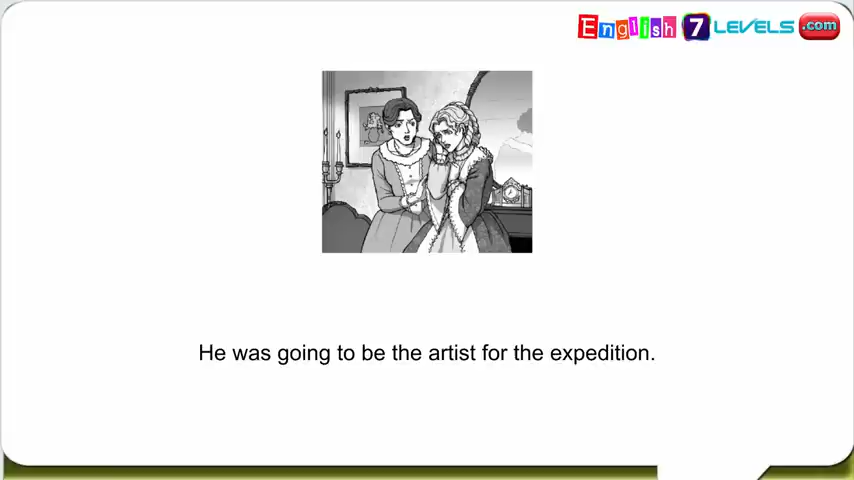 English 7 LEVELS .com
He was going to be the artist for the expedition.